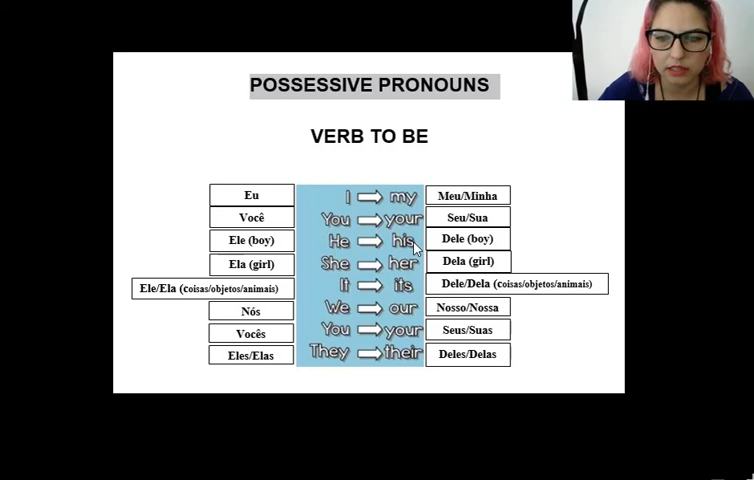 POSSESSIVE PRONOUNS
VERB TO BE
Eu I my Meu/Minha
Você You your Seu/Sua
Ele (boy) He his Dele (boy)
Ela (girl) She her Dela (girl)
Ele/Ela (coisas/objetos/animais) It its Dele/Dela (coisas/objetos/animais)
Nós We our Nosso/Nossa
Vocês You your Seus/Suas
Eles/Elas They their Deles/Delas